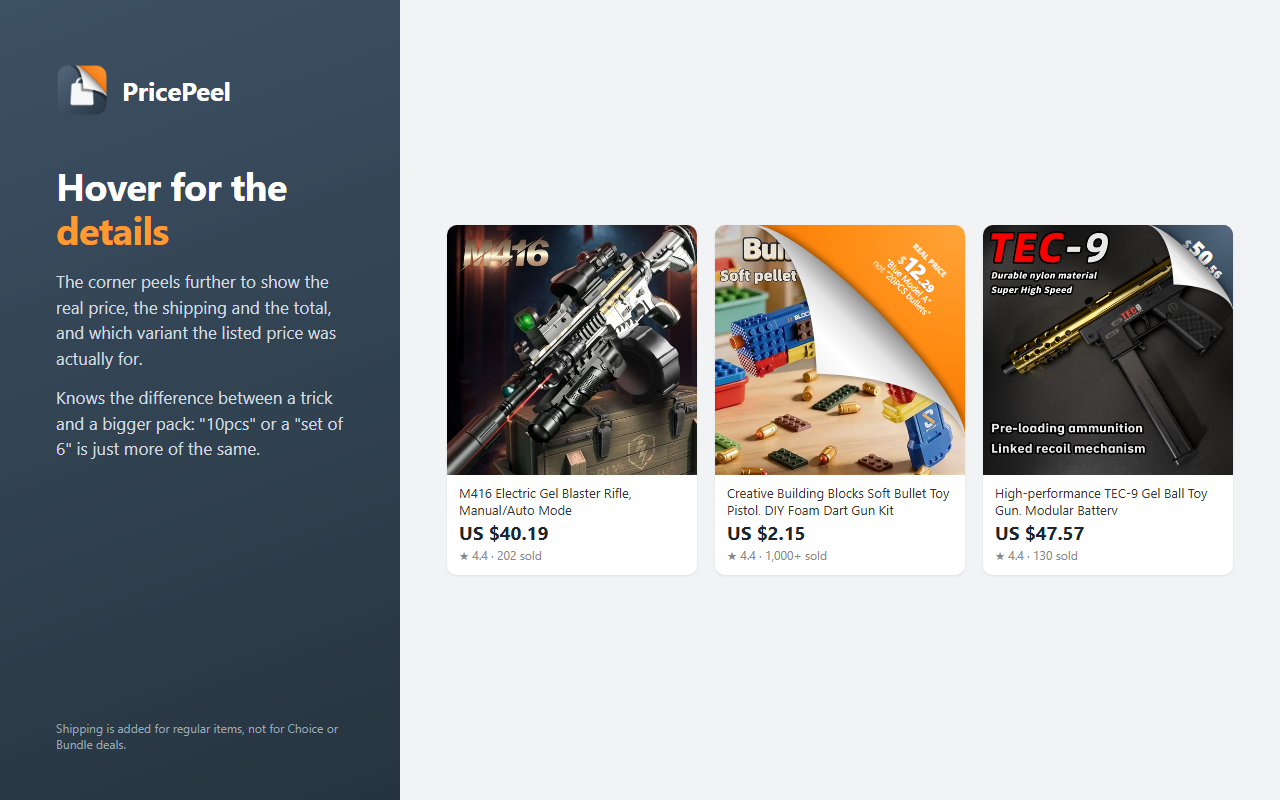 PricePeel
Hover for the
details
The corner peels further to show the
real price, the shipping and the total,
and which variant the listed price was
actually for.
Knows the difference between a trick
and a bigger pack: "10pcs" or a "set of
6" is just more of the same.
Shipping is added for regular items, not for Choice or
Bundle deals.
M416
M416 Electric Gel Blaster Rifle,
Manual/Auto Mode
US $40.19
★ 4.4 · 202 sold
Soft pellet
BLOC
REAL PRICE
$12.29
"Blue Model A"
not "20PCS bullets"
Creative Building Blocks Soft Bullet Toy
Pistol, DIY Foam Dart Gun Kit
US $2.15
★ 4.4 · 1,000+ sold
TEC-9
Durable nylon material
Super High Speed
$50.56
TEC9
Pre-loading ammunition
Linked recoil mechanism
High-performance TEC-9 Gel Ball Toy
Gun, Modular Battery
US $47.57
★ 4.4 · 130 sold